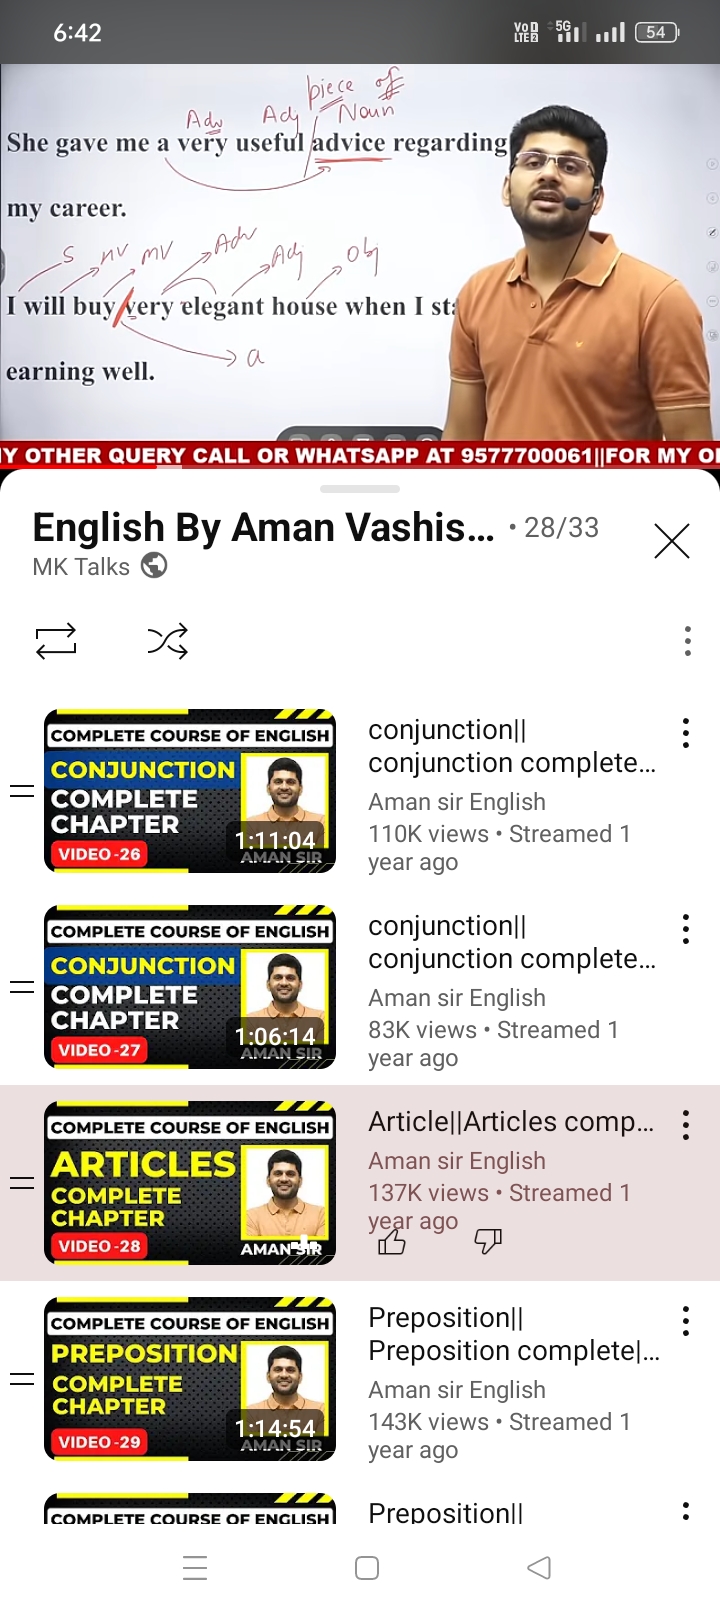 6:42
VoD LTE2 5G 54
piece of
Adv Adj Noun
She gave me a very useful advice regarding
my career.
S HV MV Adv Adj Obj
I will buy very elegant house when I sta
a
earning well.
Y OTHER QUERY CALL OR WHATSAPP AT 9577700061||FOR MY O
English By Aman Vashis... • 28/33
MK Talks
COMPLETE COURSE OF ENGLISH
CONJUNCTION
COMPLETE
CHAPTER
VIDEO -26
1:11:04
AMAN SIR
conjunction||
conjunction complete...
Aman sir English
110K views • Streamed 1
year ago
COMPLETE COURSE OF ENGLISH
CONJUNCTION
COMPLETE
CHAPTER
VIDEO -27
1:06:14
AMAN SIR
conjunction||
conjunction complete...
Aman sir English
83K views • Streamed 1
year ago
COMPLETE COURSE OF ENGLISH
ARTICLES
COMPLETE
CHAPTER
VIDEO -28
AMAN SIR
Article||Articles comp...
Aman sir English
137K views • Streamed 1
year ago
COMPLETE COURSE OF ENGLISH
PREPOSITION
COMPLETE
CHAPTER
VIDEO -29
1:14:54
AMAN SIR
Preposition||
Preposition complete|...
Aman sir English
143K views • Streamed 1
year ago
COMPLETE COURSE OF ENGLISH
Preposition||